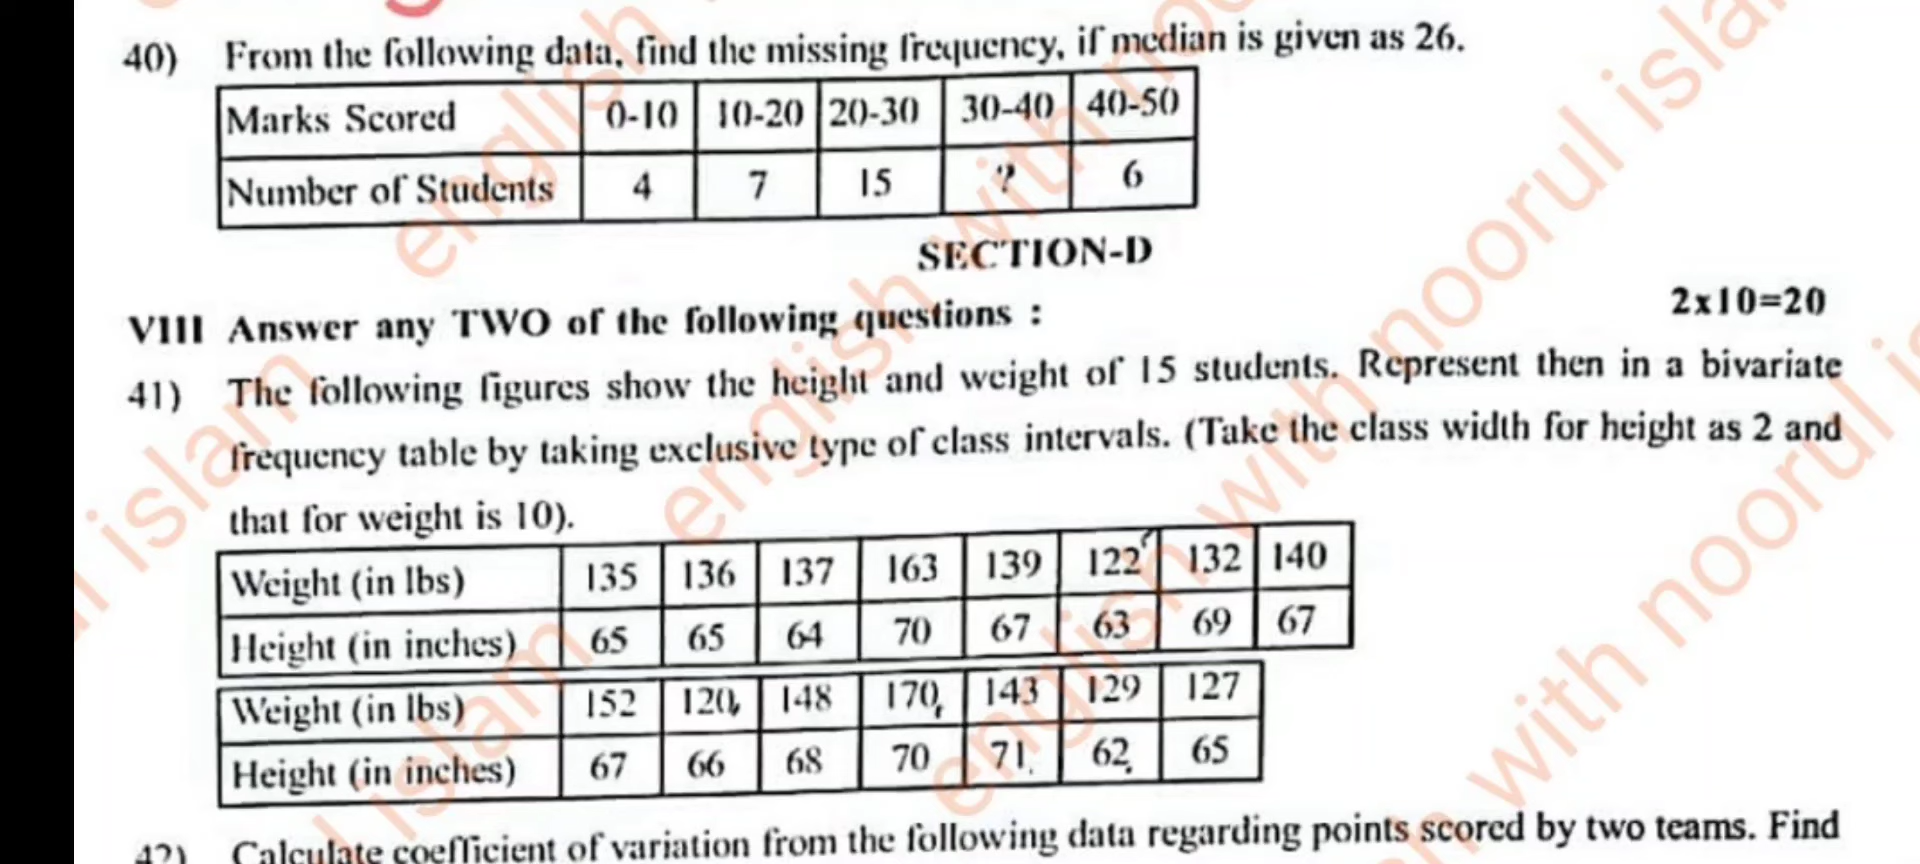 40) From the following data, find the missing frequency, if median is given as 26.
Marks Scored 0-10 10-20 20-30 30-40 40-50
Number of Students 4 7 15 ? 6
SECTION-D
VIII Answer any TWO of the following questions : 2x10=20
41) The following figures show the height and weight of 15 students. Represent then in a bivariate
frequency table by taking exclusive type of class intervals. (Take the class width for height as 2 and
that for weight is 10).
Weight (in lbs) 135 136 137 163 139 122 132 140
Height (in inches) 65 65 64 70 67 63 69 67
Weight (in lbs) 152 120 148 170 143 129 127
Height (in inches) 67 66 68 70 71 62 65
42) Calculate coefficient of variation from the following data regarding points scored by two teams. Find
english with noorul islam